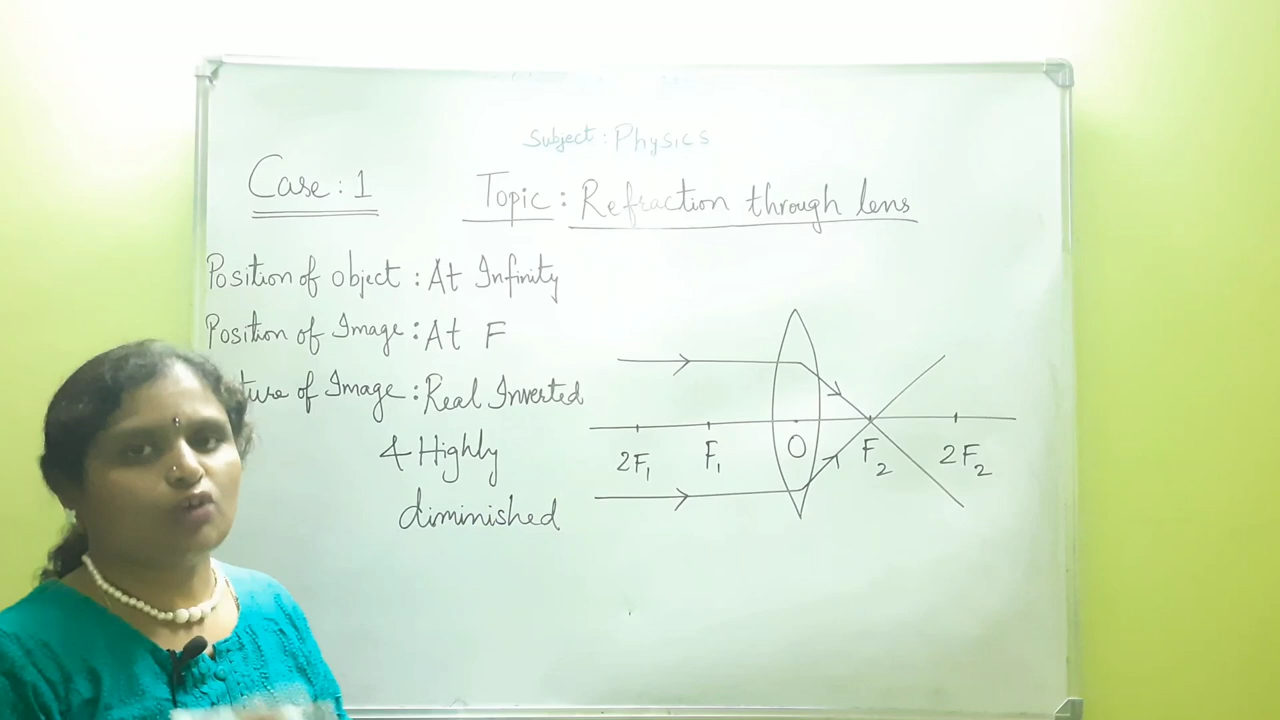 Subject: Physics
Case: 1
Topic: Refraction through lens
Position of object: At Infinity
Position of Image: At F
of Image: Real Inverted
& Highly
diminished
2F1 F1 O F2 2F2